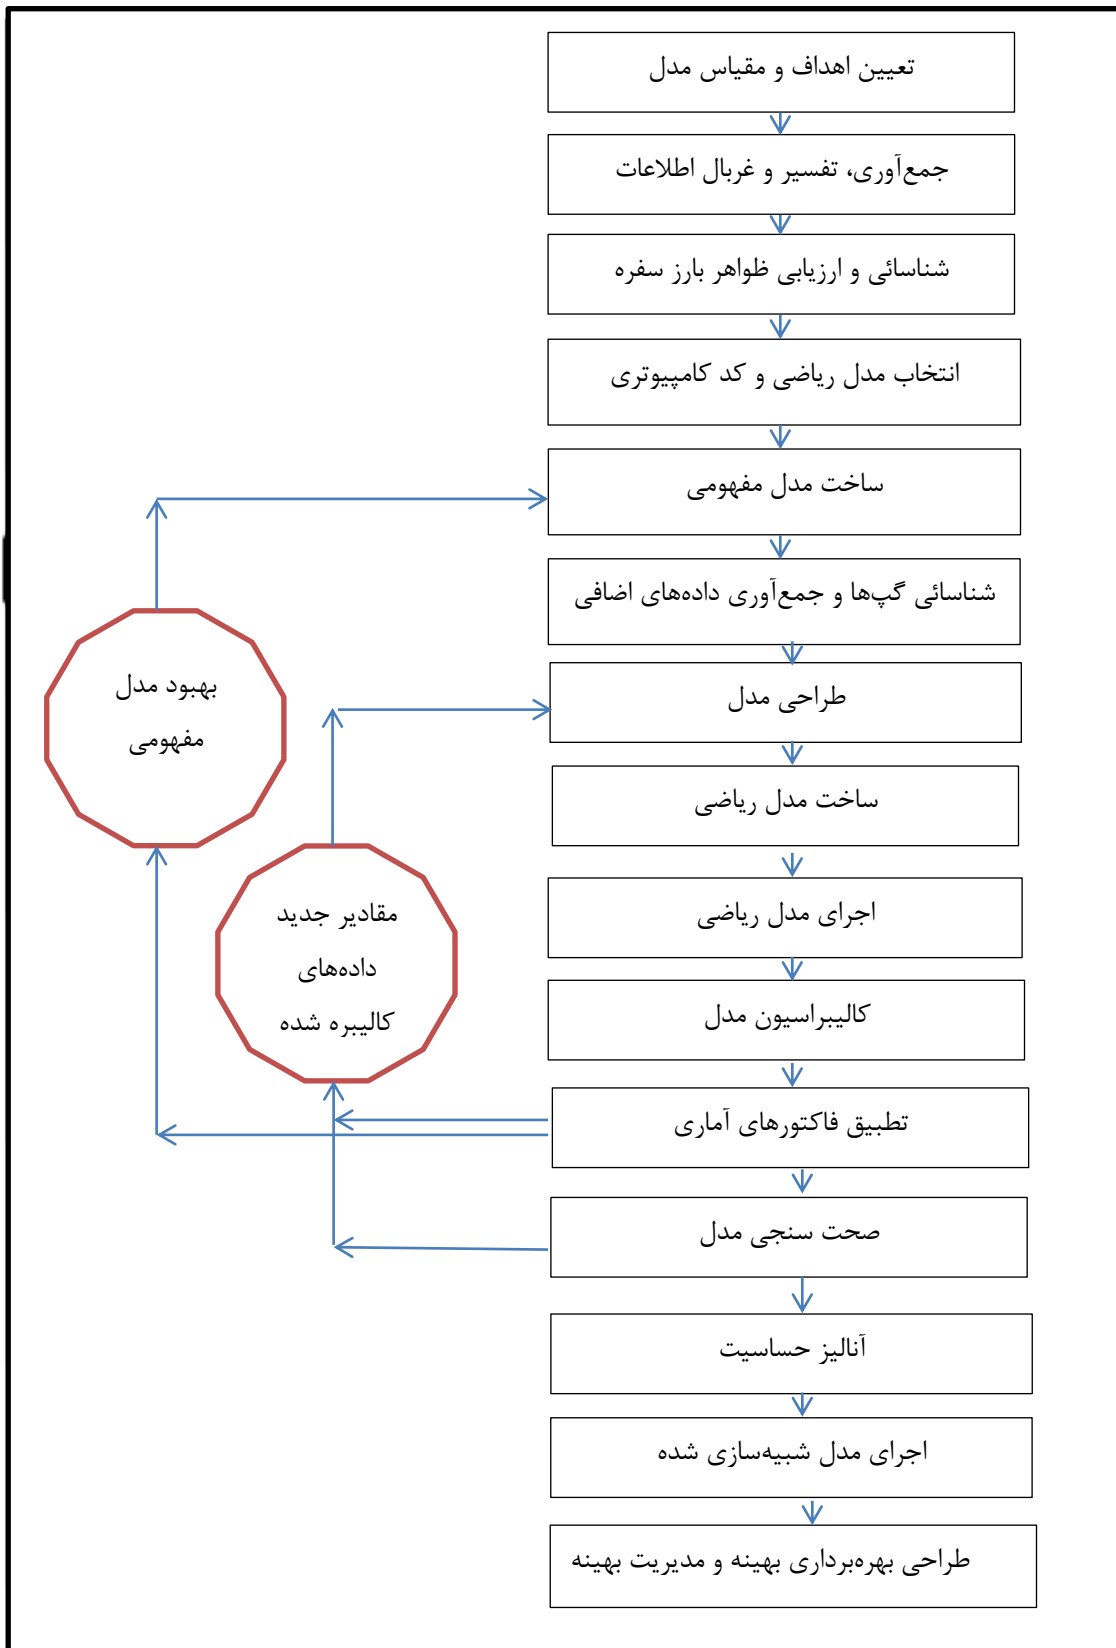 تعیین اهداف و مقیاس مدل
جمع‌آوری، تفسیر و غربال اطلاعات
شناسائی و ارزیابی ظواهر بارز سفره
انتخاب مدل ریاضی و کد کامپیوتری
ساخت مدل مفهومی
شناسائی گپ‌ها و جمع‌آوری داده‌های اضافی
طراحی مدل
ساخت مدل ریاضی
اجرای مدل ریاضی
کالیبراسیون مدل
تطبیق فاکتورهای آماری
صحت سنجی مدل
آنالیز حساسیت
اجرای مدل شبیه‌سازی شده
طراحی بهره‌برداری بهینه و مدیریت بهینه
بهبود مدل
مفهومی
مقادیر جدید
داده‌های
کالیبره شده